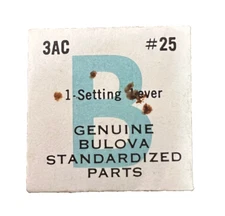 3AC #25
B
1-Setting Lever
GENUINE
BULOVA
STANDARDIZED
PARTS